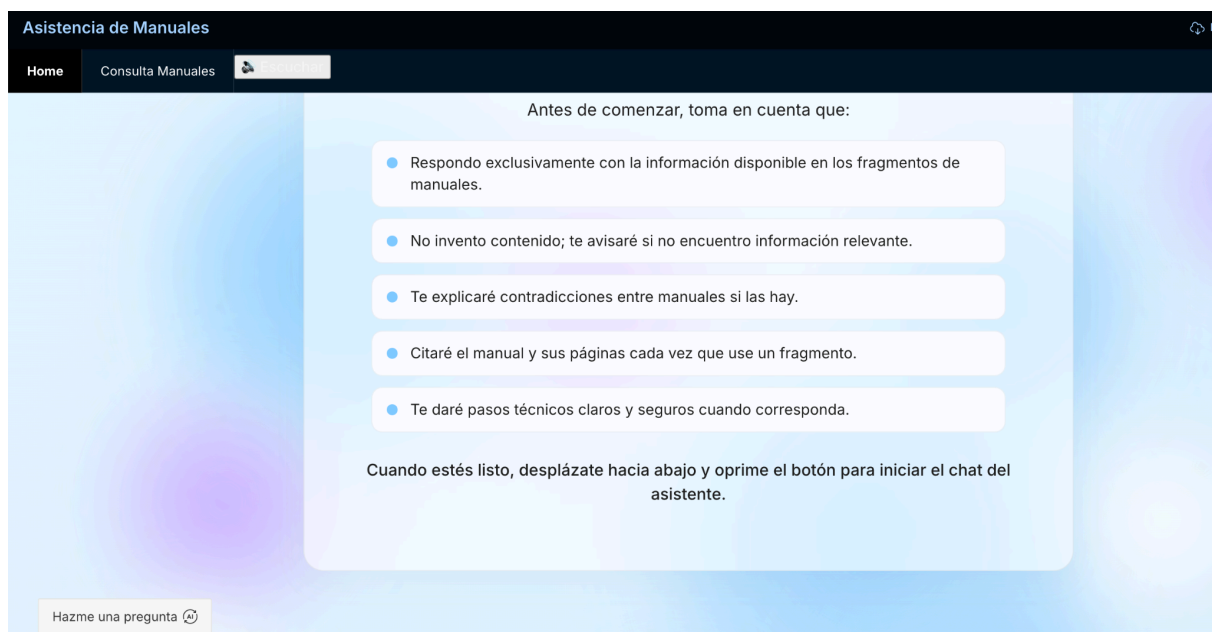 Asistencia de Manuales
Home
Consulta Manuales
Escuchar
Antes de comenzar, toma en cuenta que:
Respondo exclusivamente con la información disponible en los fragmentos de
manuales.
No invento contenido; te avisaré si no encuentro información relevante.
Te explicaré contradicciones entre manuales si las hay.
Citaré el manual y sus páginas cada vez que use un fragmento.
Te daré pasos técnicos claros y seguros cuando corresponda.
Cuando estés listo, desplázate hacia abajo y oprime el botón para iniciar el chat del
asistente.
Hazme una pregunta AI